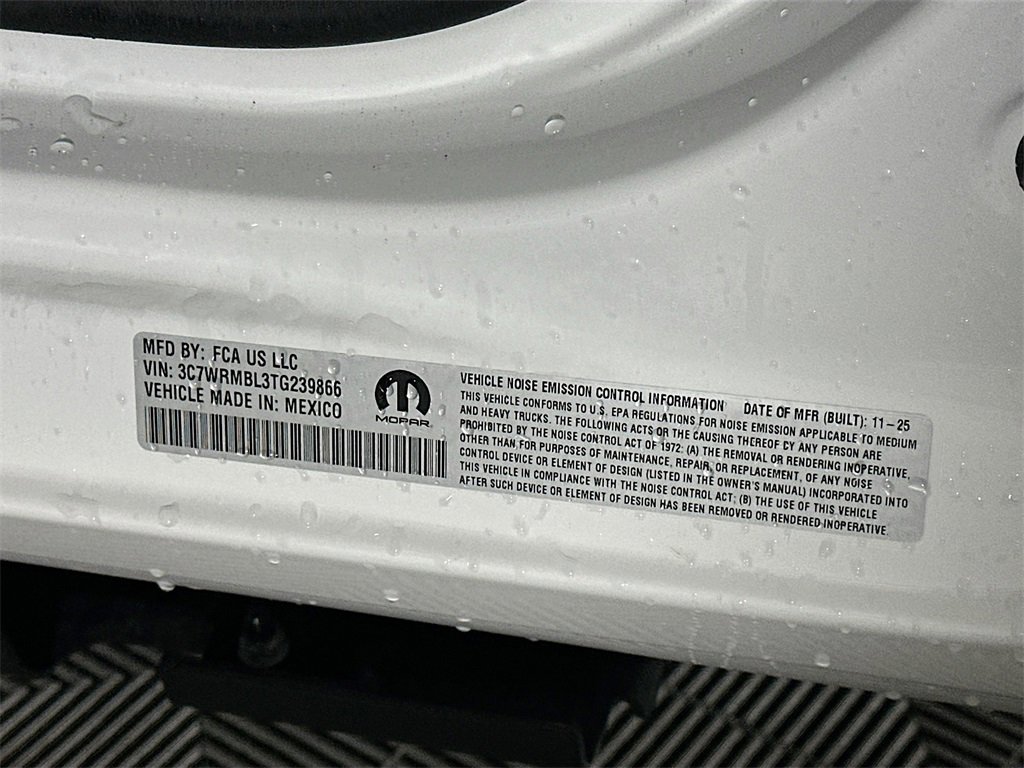 MFD BY: FCA US LLC
VIN: 3C7WRMBL3TG239866
VEHICLE MADE IN: MEXICO
MOPAR
VEHICLE NOISE EMISSION CONTROL INFORMATION DATE OF MFR (BUILT): 11-25
THIS VEHICLE CONFORMS TO U.S. EPA REGULATIONS FOR NOISE EMISSION APPLICABLE TO MEDIUM
AND HEAVY TRUCKS. THE FOLLOWING ACTS OR THE CAUSING THEREOF CY ANY PERSON ARE
PROHIBITED BY THE NOISE CONTROL ACT OF 1972: (A) THE REMOVAL OR RENDERING INOPERATIVE,
OTHER THAN FOR PURPOSES OF MAINTENANCE, REPAIR, OR REPLACEMENT, OF ANY NOISE
CONTROL DEVICE OR ELEMENT OF DESIGN (LISTED IN THE OWNER'S MANUAL) INCORPORATED INTO
THIS VEHICLE IN COMPLIANCE WITH THE NOISE CONTROL ACT; (B) THE USE OF THIS VEHICLE
AFTER SUCH DEVICE OR ELEMENT OF DESIGN HAS BEEN REMOVED OR RENDERED INOPERATIVE.